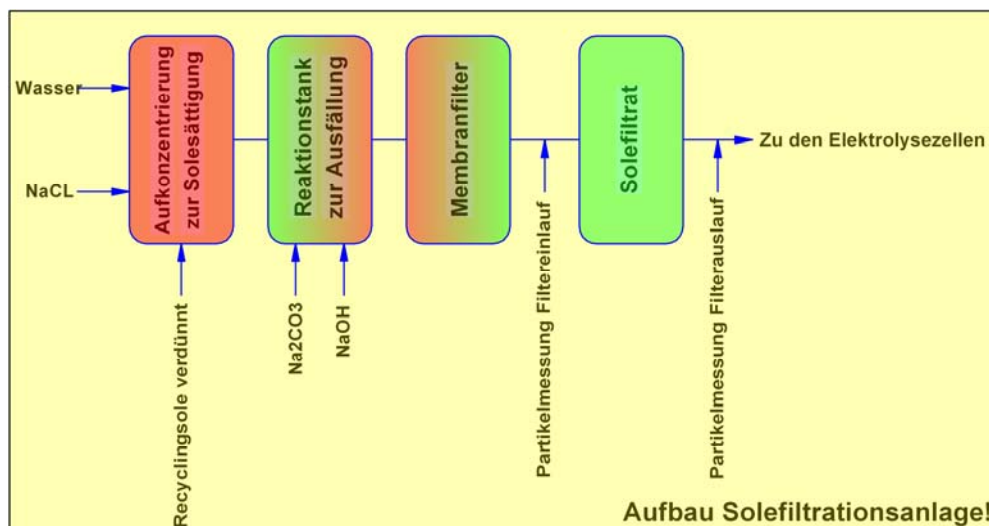 Wasser
NaCL
Aufkonzentrierung
zur Solesättigung
Reaktionstank
zur Ausfällung
Membranfilter
Solefiltrat
Zu den Elektrolysezellen
Recyclingsole verdünnt
Na2CO3
NaOH
Partikelmessung Filtereinlauf
Partikelmessung Filterauslauf
Aufbau Solefiltrationsanlage!